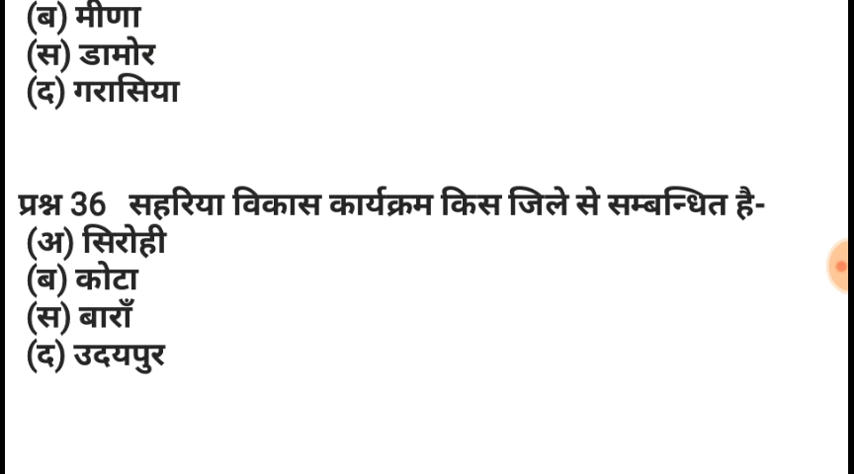 (ब) मीणा
(स) डामोर
(द) गरासिया
प्रश्न 36 सहरिया विकास कार्यक्रम किस जिले से सम्बन्धित है-
(अ) सिरोही
(ब) कोटा
(स) बाराँ
(द) उदयपुर